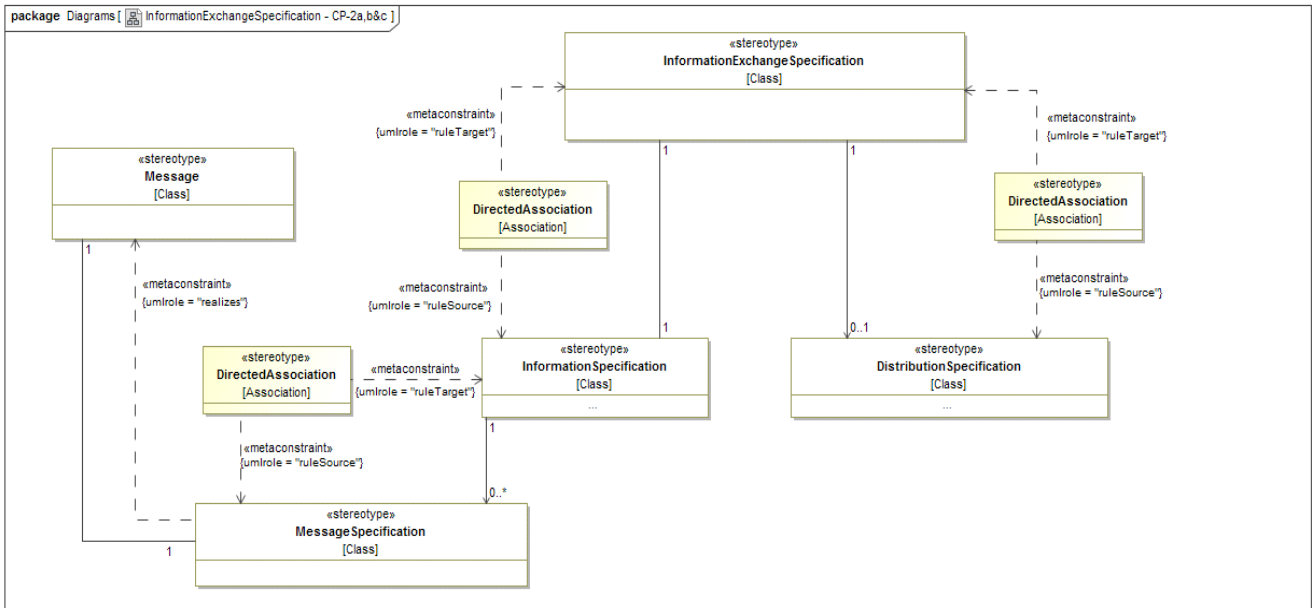 package Diagrams [ InformationExchangeSpecification - CP-2a,b&c ]
«stereotype»
InformationExchangeSpecification
[Class]
«metaconstraint»
{umlrole = "ruleTarget"}
«metaconstraint»
{umlrole = "ruleTarget"}
«stereotype»
Message
[Class]
1
1
«stereotype»
DirectedAssociation
[Association]
«stereotype»
DirectedAssociation
[Association]
1
«metaconstraint»
{umlrole = "realizes"}
«metaconstraint»
{umlrole = "ruleSource"}
«metaconstraint»
{umlrole = "ruleSource"}
1
0..1
«stereotype»
DirectedAssociation
[Association]
«metaconstraint»
{umlrole = "ruleTarget"}
«stereotype»
InformationSpecification
[Class]
...
«stereotype»
DistributionSpecification
[Class]
...
«metaconstraint»
{umlrole = "ruleSource"}
1
0..*
«stereotype»
MessageSpecification
[Class]
1